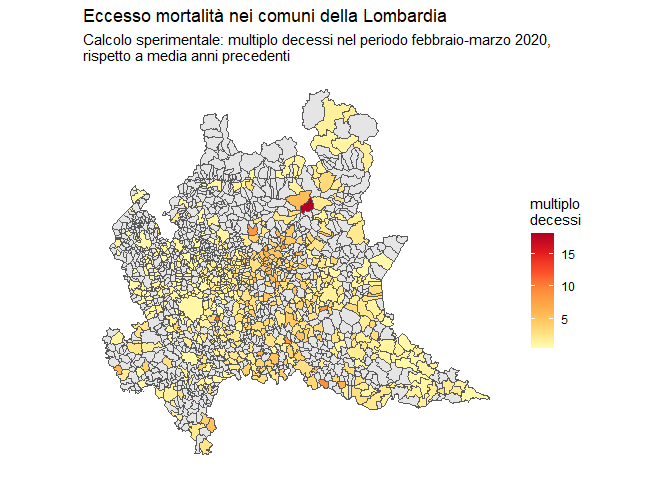 Eccesso mortalità nei comuni della Lombardia
Calcolo sperimentale: multiplo decessi nel periodo febbraio-marzo 2020,
rispetto a media anni precedenti
multiplo
decessi
15
10
5